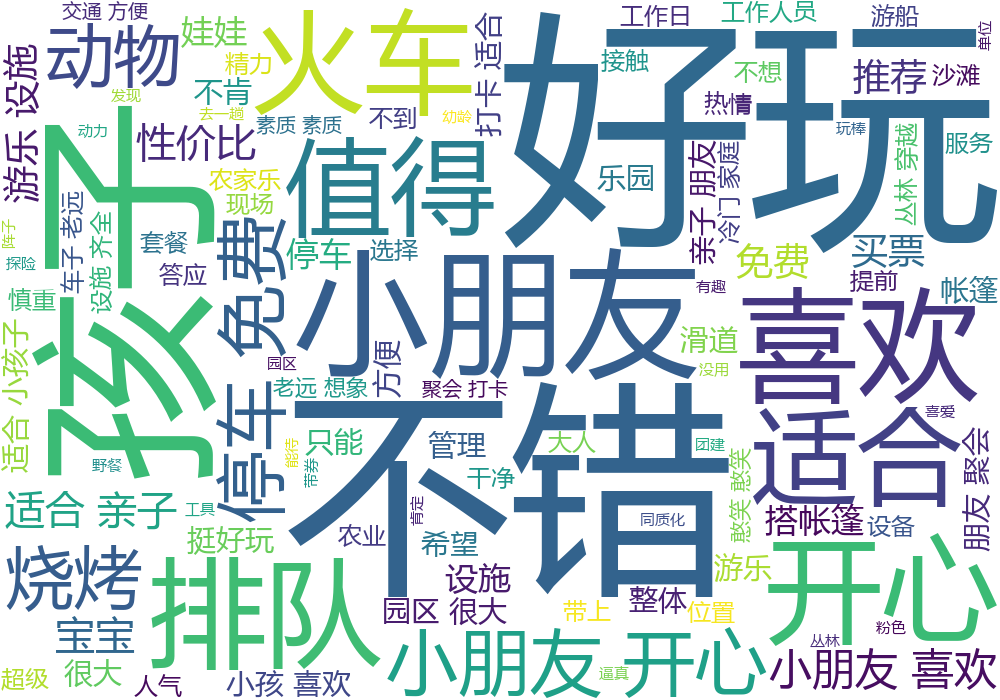 交通 方便
动物
娃娃
火车
打卡 适合
好玩
工作日
工作人员
游船
单位
游乐 设施
精力
不肯
接触
不想
推荐
沙滩
发现
去一趟
动力
素质 素质
不到
幼龄
热情
玩棒
性价比
值得
乐园
亲子 朋友
冷门 家庭
丛林 穿越
服务
孩子
农家乐
现场
阵子
探险
车子 老远
设施 齐全
套餐
答应
停车 免费
停车
选择
免费
买票
提前
帐篷
慎重
有趣
小朋友
喜欢
适合 小孩子
园区
老远 想象
方便
聚会 打卡
滑道
没用
喜爱
不错
适合
只能
管理
大人
团建
能待
带券
野餐
干净
憨笑 憨笑
朋友 聚会
适合 亲子
工具
肯定
同质化
搭帐篷
设备
挺好玩
农业
希望
烧烤
排队
设施
游乐
开心
宝宝
园区 很大
带上
整体
位置
粉色
丛林
超级
很大
人气
小孩 喜欢
小朋友 开心
逼真
小朋友 喜欢